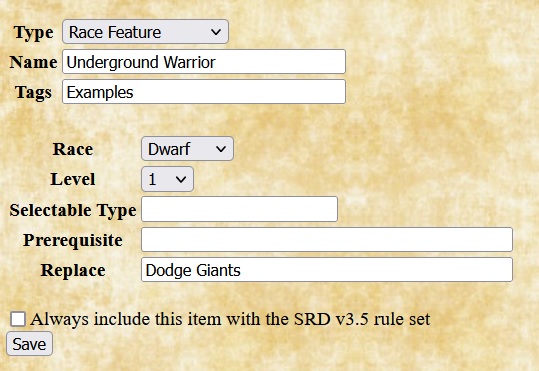 Type Race Feature
Name Underground Warrior
Tags Examples
Race Dwarf
Level 1
Selectable Type
Prerequisite
Replace Dodge Giants
Always include this item with the SRD v3.5 rule set
Save